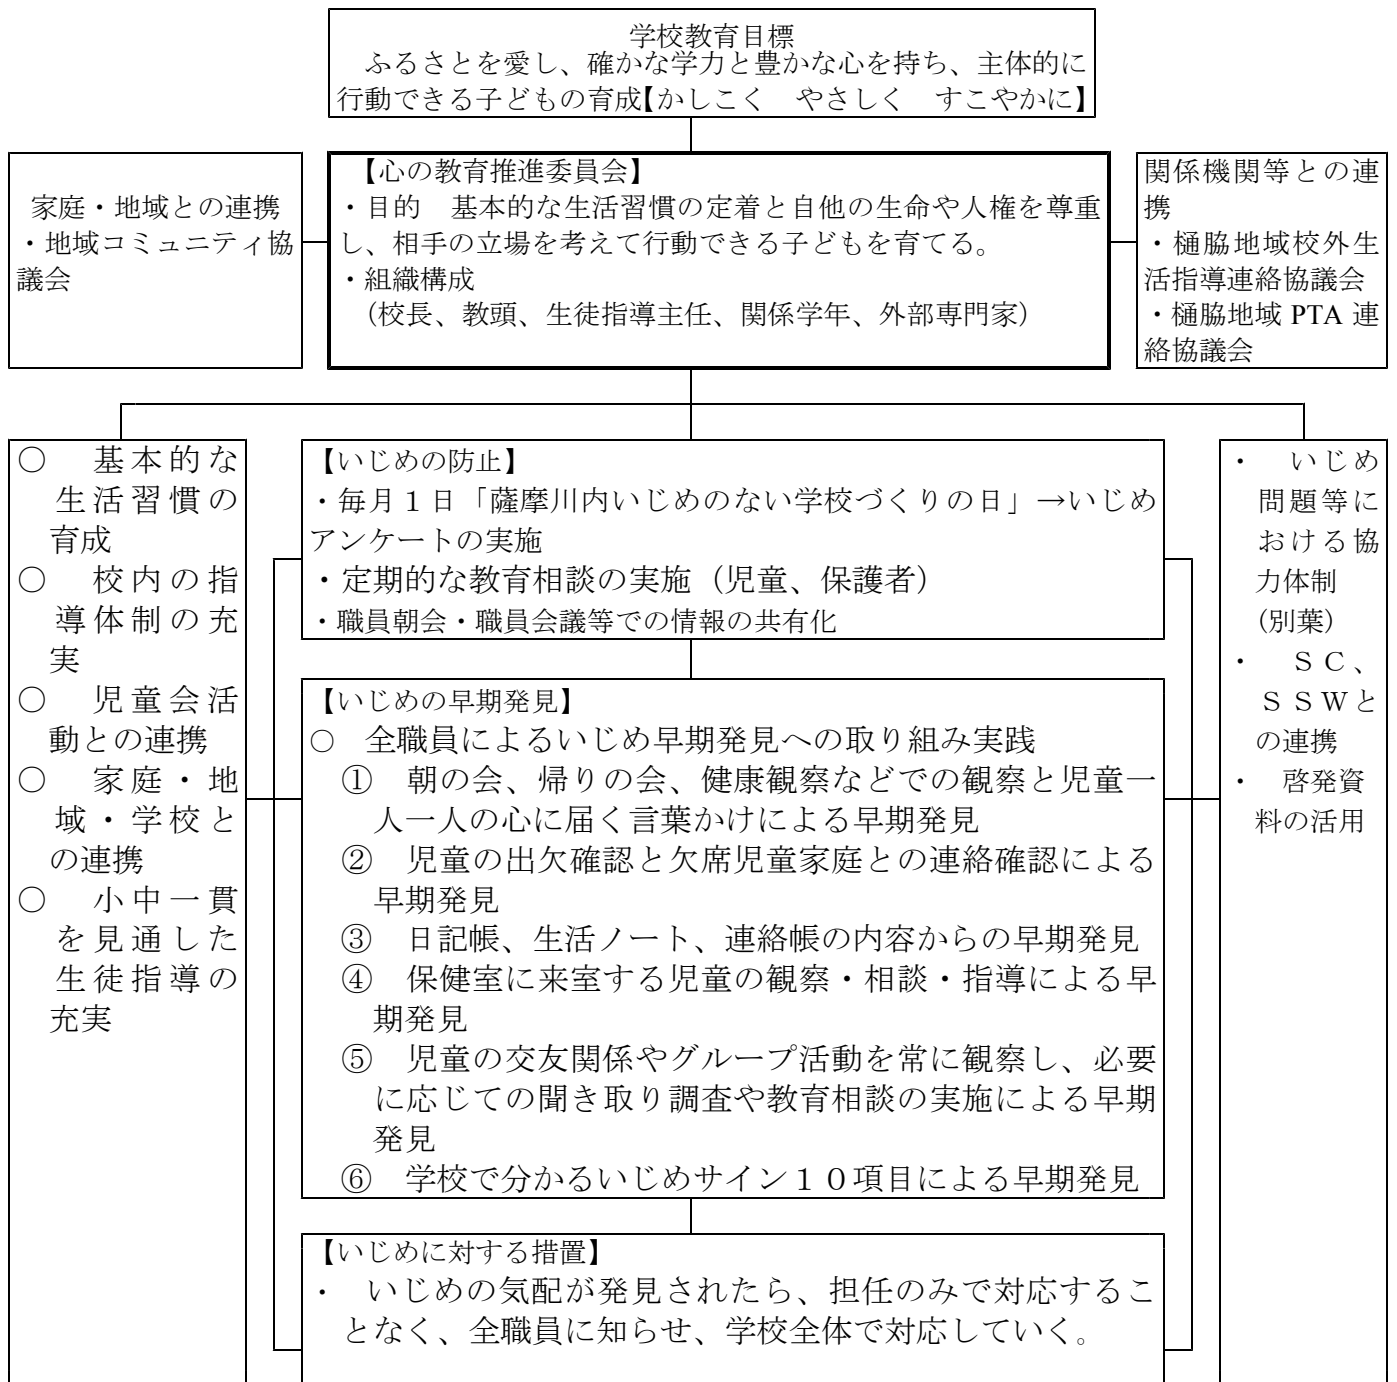 学校教育目標
ふるさとを愛し、確かな学力と豊かな心を持ち、主体的に
行動できる子どもの育成【かしこく　やさしく　すこやかに】
家庭・地域との連携
・地域コミュニティ協
議会
【心の教育推進委員会】
・目的　基本的な生活習慣の定着と自他の生命や人権を尊重
し、相手の立場を考えて行動できる子どもを育てる。
・組織構成
（校長、教頭、生徒指導主任、関係学年、外部専門家）
関係機関等との連
携
・樋脇地域校外生
活指導連絡協議会
・樋脇地域 PTA 連
絡協議会
○　基本的な
生活習慣の
育成
○　校内の指
導体制の充
実
○　児童会活
動との連携
○　家庭・地
域・学校と
の連携
○　小中一貫
を見通した
生徒指導の
充実
【いじめの防止】
・毎月１日「薩摩川内いじめのない学校づくりの日」→いじめ
アンケートの実施
・定期的な教育相談の実施（児童、保護者）
・職員朝会・職員会議等での情報の共有化
【いじめの早期発見】
○　全職員によるいじめ早期発見への取り組み実践
①　朝の会、帰りの会、健康観察などでの観察と児童一
人一人の心に届く言葉かけによる早期発見
②　児童の出欠確認と欠席児童家庭との連絡確認による
早期発見
③　日記帳、生活ノート、連絡帳の内容からの早期発見
④　保健室に来室する児童の観察・相談・指導による早
期発見
⑤　児童の交友関係やグループ活動を常に観察し、必要
に応じての聞き取り調査や教育相談の実施による早期
発見
⑥　学校で分かるいじめサイン１０項目による早期発見
【いじめに対する措置】
・　いじめの気配が発見されたら、担任のみで対応するこ
となく、全職員に知らせ、学校全体で対応していく。
・　いじめ
問題等に
おける協
力体制
（別葉）
・　ＳＣ、
ＳＳＷと
の連携
・　啓発資
料の活用